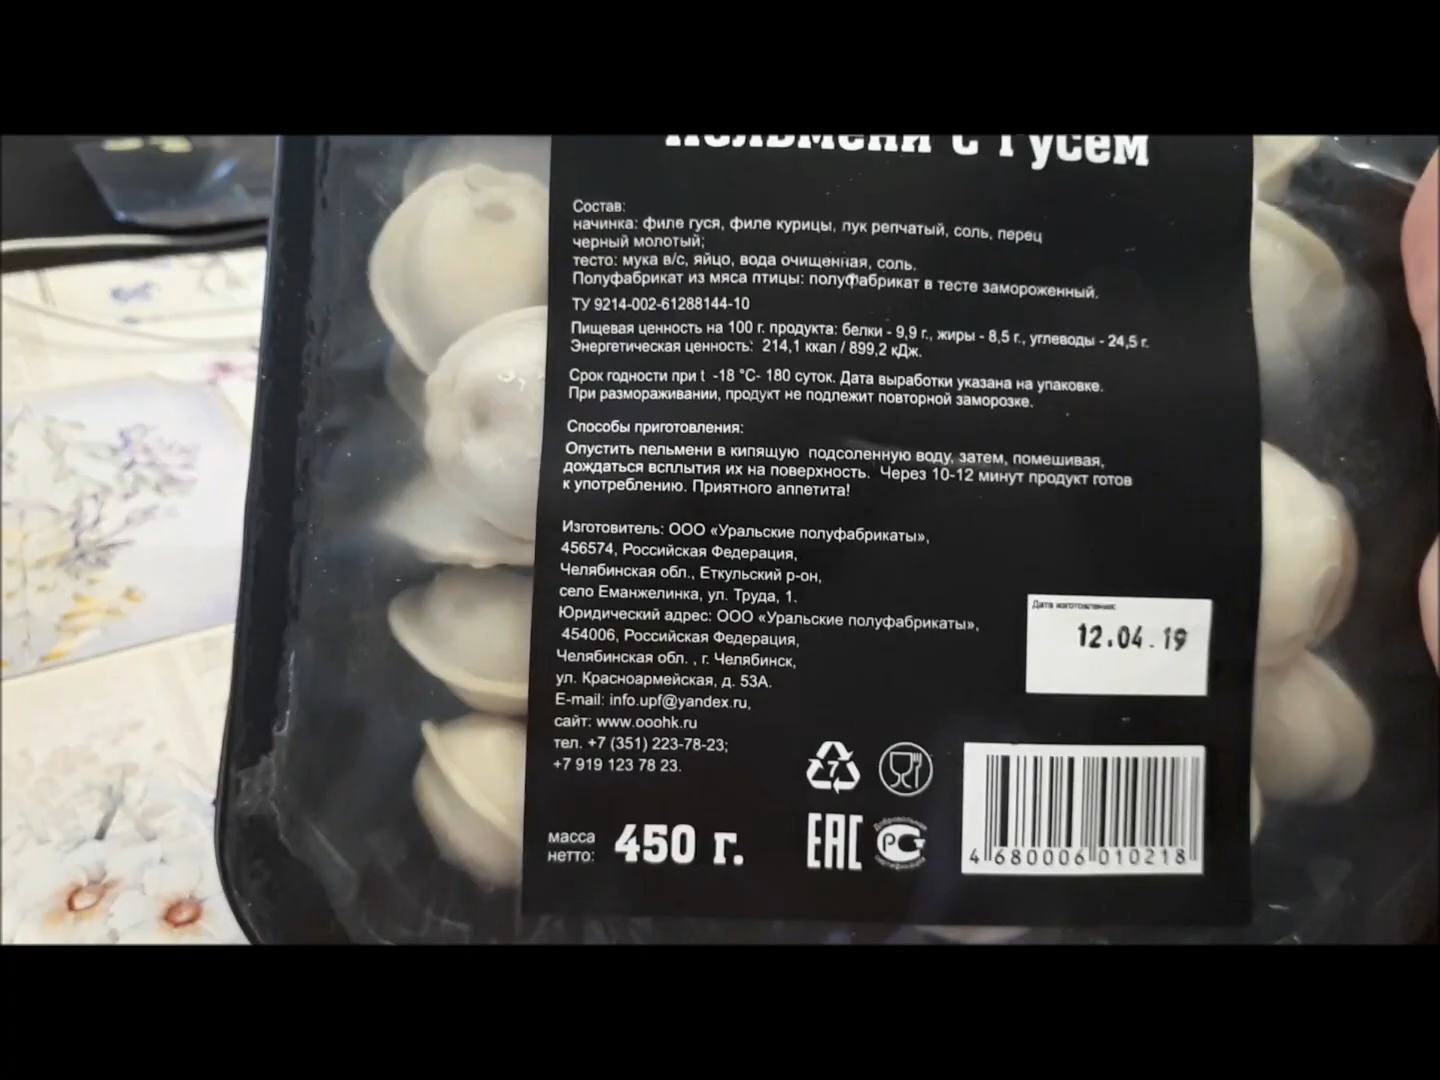 Пельмени с гусем
Состав:
начинка: филе гуся, филе курицы, лук репчатый, соль, перец
черный молотый;
тесто: мука в/с, яйцо, вода очищенная, соль.
Полуфабрикат из мяса птицы: полуфабрикат в тесте замороженный.
ТУ 9214-002-61288144-10
Пищевая ценность на 100 г. продукта: белки - 9,9 г., жиры - 8,5 г., углеводы - 24,5 г.
Энергетическая ценность: 214,1 ккал / 899,2 кДж.
Срок годности при t -18 °С- 180 суток. Дата выработки указана на упаковке.
При размораживании, продукт не подлежит повторной заморозке.
Способы приготовления:
Опустить пельмени в кипящую подсоленную воду, затем, помешивая,
дождаться всплытия их на поверхность. Через 10-12 минут продукт готов
к употреблению. Приятного аппетита!
Изготовитель: ООО «Уральские полуфабрикаты»,
456574, Российская Федерация,
Челябинская обл., Еткульский р-он,
село Еманжелинка, ул. Труда, 1.
Юридический адрес: ООО «Уральские полуфабрикаты»,
454006, Российская Федерация,
Челябинская обл. , г. Челябинск,
ул. Красноармейская, д. 53А.
E-mail: info.upf@yandex.ru,
сайт: www.ooohk.ru
тел. +7 (351) 223-78-23;
+7 919 123 78 23.
Дата изготовления:
12.04.19
масса
нетто:
450 г.
7
ЕАС
Добровольная
РСТ
сертификация
4 680006 010218